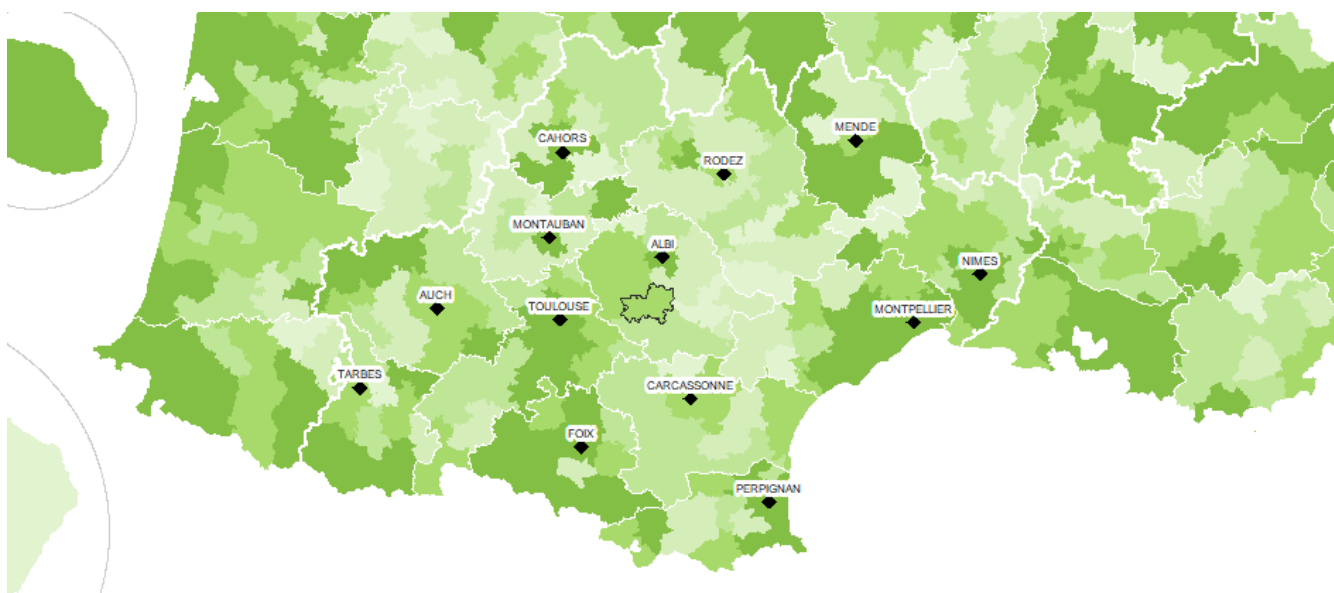 MENDE
CAHORS
RODEZ
MONTAUBAN
ALBI
NIMES
AUCH
TOULOUSE
MONTPELLIER
TARBES
CARCASSONNE
FOIX
PERPIGNAN